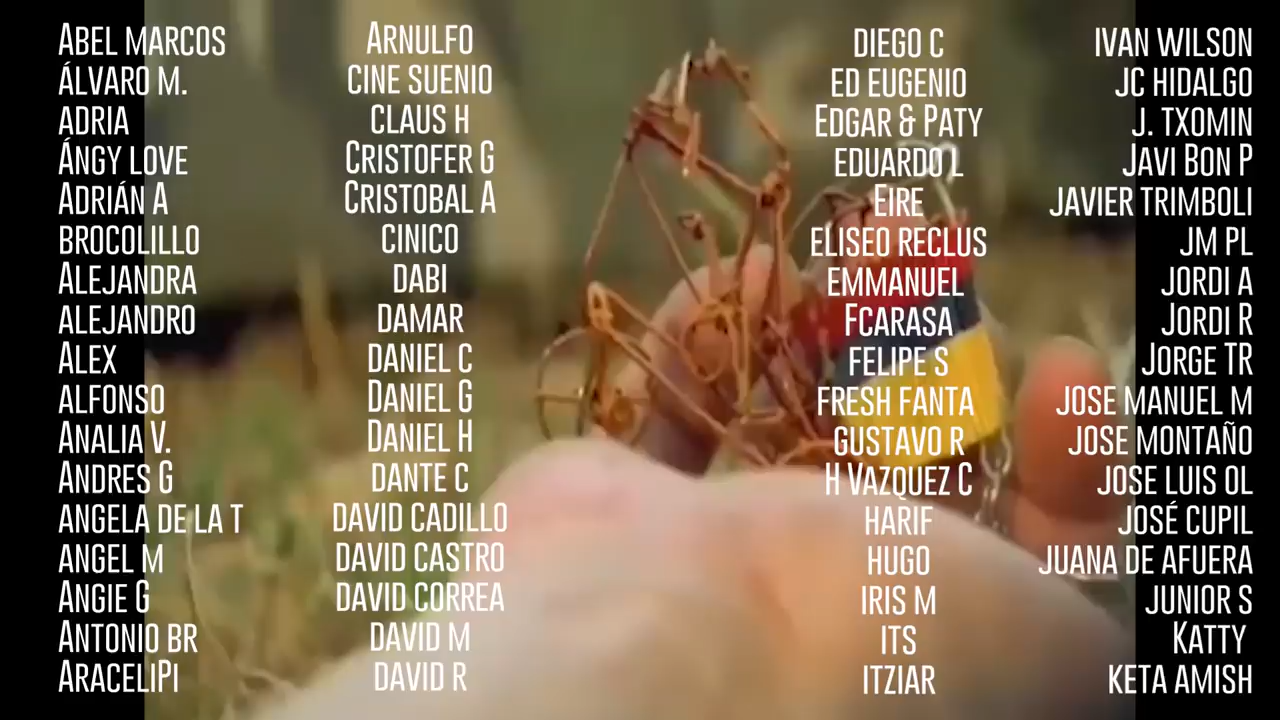 ABEL MARCOS
ÁLVARO M.
ADRIA
ÁNGY LOVE
ADRIÁN A
BROCOLILLO
ALEJANDRA
ALEJANDRO
ALEX
ALFONSO
ANALIA V.
ANDRES G
ANGELA DE LA T
ANGEL M
ANGIE G
ANTONIO BR
ARACELIPI
ARNULFO
CINE SUENIO
CLAUS H
CRISTOFER G
CRISTOBAL A
CINICO
DABI
DAMAR
DANIEL C
DANIEL G
DANIEL H
DANTE C
DAVID CADILLO
DAVID CASTRO
DAVID CORREA
DAVID M
DAVID R
DIEGO C
ED EUGENIO
EDGAR & PATY
EDUARDO L
EIRE
ELISEO RECLUS
EMMANUEL
FCARASA
FELIPE S
FRESH FANTA
GUSTAVO R
H VAZQUEZ C
HARIF
HUGO
IRIS M
ITS
ITZIAR
IVAN WILSON
JC HIDALGO
J. TXOMIN
JAVI BON P
JAVIER TRIMBOLI
JM PL
JORDI A
JORDI R
JORGE TR
JOSE MANUEL M
JOSE MONTAÑO
JOSE LUIS OL
JOSÉ CUPIL
JUANA DE AFUERA
JUNIOR S
KATTY
KETA AMISH